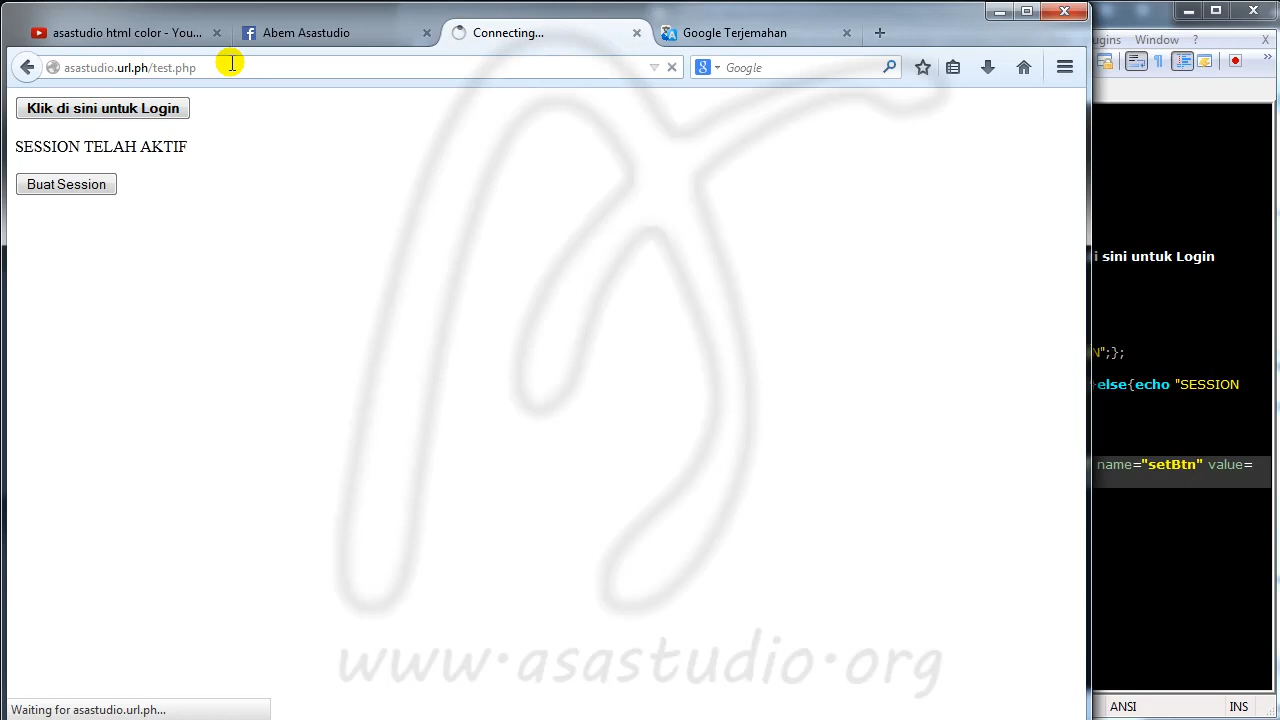 asastudio html color - You...
Abem Asastudio
Connecting...
Google Terjemahan
asastudio.url.ph/test.php
Google
Klik di sini untuk Login
SESSION TELAH AKTIF
Buat Session
Window ?
X
i sini untuk Login
N";};
else{echo "SESSION
name="setBtn" value=
www.asastudio.org
Waiting for asastudio.url.ph...
ANSI
INS